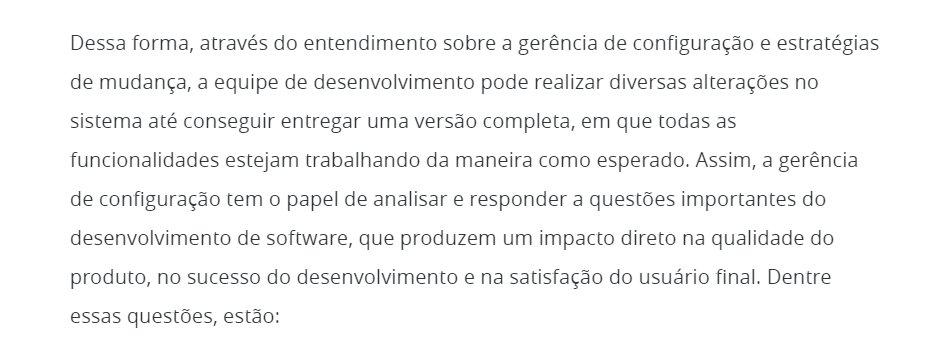 Dessa forma, através do entendimento sobre a gerência de configuração e estratégias
de mudança, a equipe de desenvolvimento pode realizar diversas alterações no
sistema até conseguir entregar uma versão completa, em que todas as
funcionalidades estejam trabalhando da maneira como esperado. Assim, a gerência
de configuração tem o papel de analisar e responder a questões importantes do
desenvolvimento de software, que produzem um impacto direto na qualidade do
produto, no sucesso do desenvolvimento e na satisfação do usuário final. Dentre
essas questões, estão: